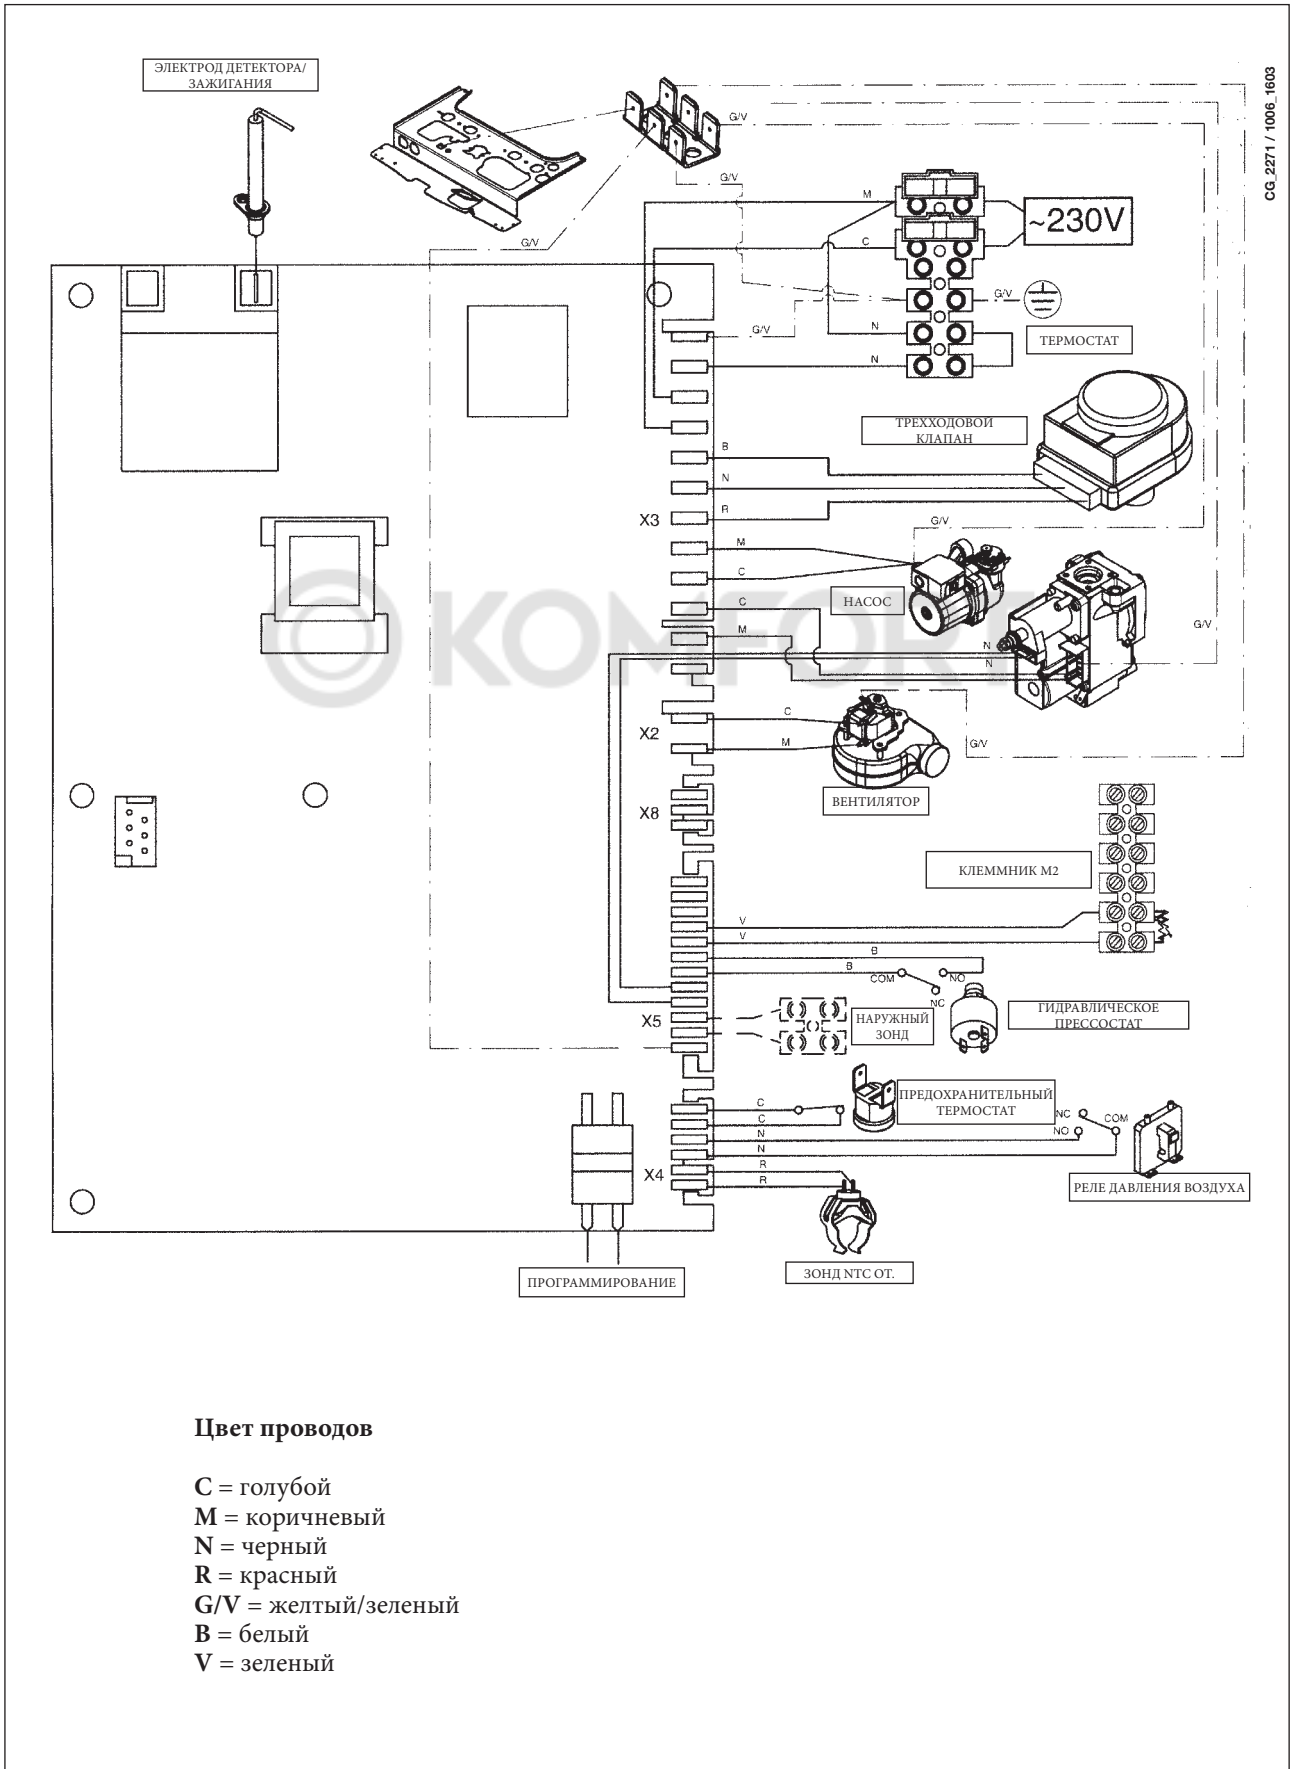 ЭЛЕКТРОД ДЕТЕКТОРА/
ЗАЖИГАНИЯ
CG_2271 / 1006_1603
G/V
G/V
G/V
M
~230V
C
G/V
G/V
N
ТЕРМОСТАТ
N
ТРЕХХОДОВОЙ
КЛАПАН
B
N
R
X3
G/V
M
C
НАСОС
C
M
G/V
N
N
KOMFORT
C
X2
M
G/V
ВЕНТИЛЯТОР
X8
КЛЕММНИК M2
V
V
B
B
COM
NO
NC
X5
НАРУЖНЫЙ
ЗОНД
ГИДРАВЛИЧЕСКОЕ
ПРЕССОСТАТ
ПРЕДОХРАНИТЕЛЬНЫЙ
ТЕРМОСТАТ
C
C
NC
COM
NO
N
N
R
X4
R
РЕЛЕ ДАВЛЕНИЯ ВОЗДУХА
ЗОНД NTC ОТ.
ПРОГРАММИРОВАНИЕ
Цвет проводов
C = голубой
M = коричневый
N = черный
R = красный
G/V = желтый/зеленый
B = белый
V = зеленый